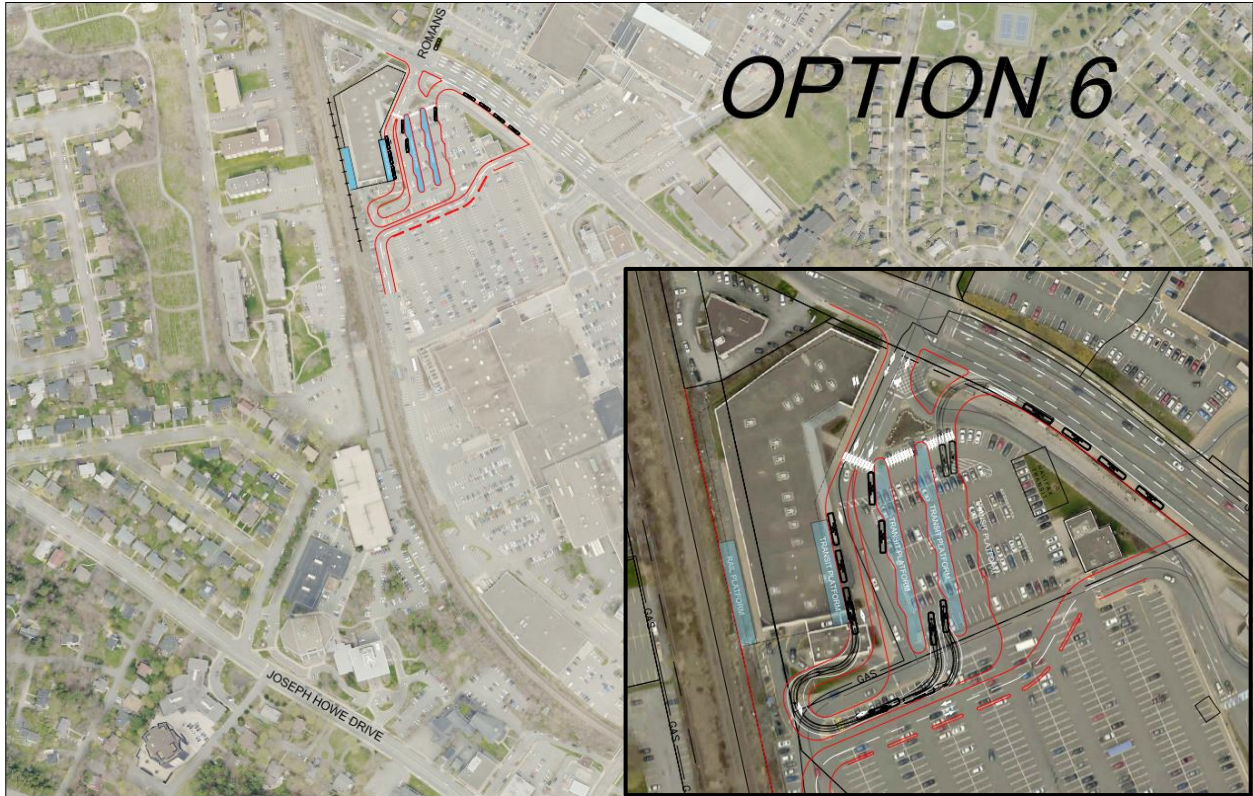 ROMANS
OPTION 6
JOSEPH HOWE DRIVE
RAIL PLATFORM
TRANSIT PLATFORM
TRANSIT PLATFORM
TRANSIT PLATFORM
TRANSIT PLATFORM
GAS
GAS
GAS